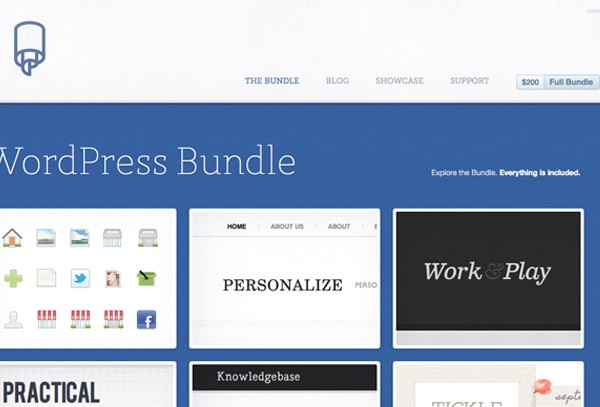 THE BUNDLE BLOG SHOWCASE SUPPORT $200 Full Bundle
WordPress Bundle
Explore the Bundle. Everything is included.
HOME ABOUT US ABOUT
PERSONALIZE PERSO
Work & Play
PRACTICAL
Knowledgebase
TICKLE
septe